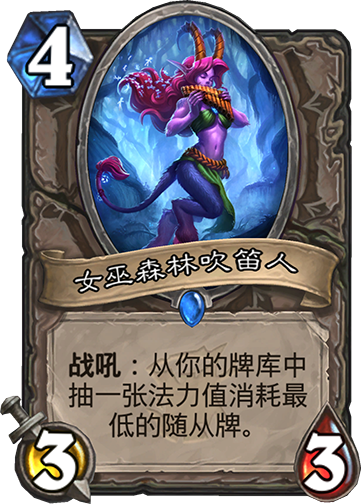 4
女巫森林吹笛人
战吼：从你的牌库中
抽一张法力值消耗最
低的随从牌。
3
3